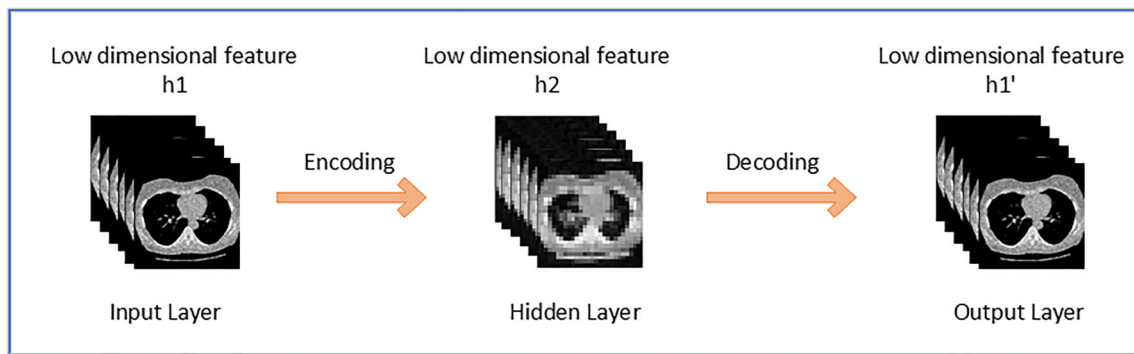 Low dimensional feature
h1
Low dimensional feature
h2
Low dimensional feature
h1'
Encoding
Decoding
Input Layer
Hidden Layer
Output Layer